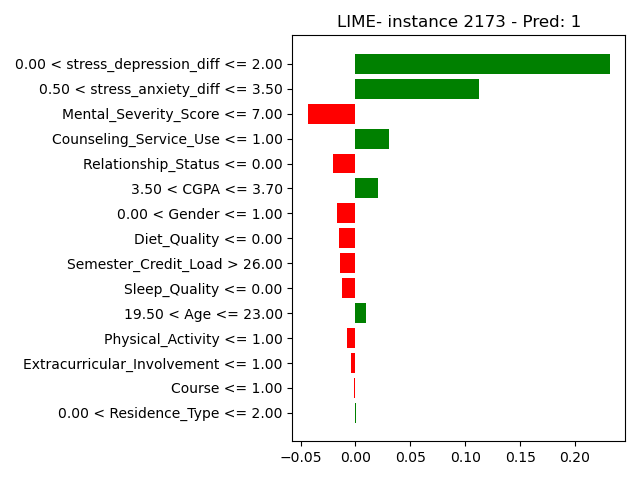 LIME- instance 2173 - Pred: 1
0.00 < stress_depression_diff <= 2.00
0.50 < stress_anxiety_diff <= 3.50
Mental_Severity_Score <= 7.00
Counseling_Service_Use <= 1.00
Relationship_Status <= 0.00
3.50 < CGPA <= 3.70
0.00 < Gender <= 1.00
Diet_Quality <= 0.00
Semester_Credit_Load > 26.00
Sleep_Quality <= 0.00
19.50 < Age <= 23.00
Physical_Activity <= 1.00
Extracurricular_Involvement <= 1.00
Course <= 1.00
0.00 < Residence_Type <= 2.00
−0.05 0.00 0.05 0.10 0.15 0.20